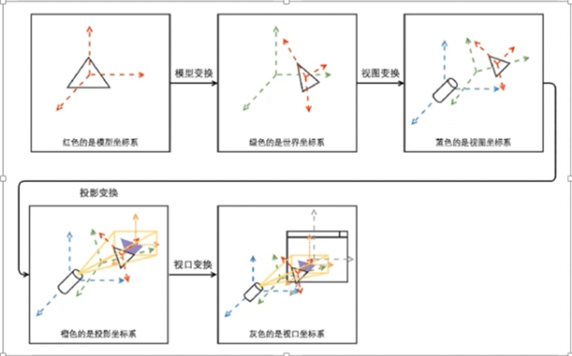 模型变换
视图变换
红色的是模型坐标系
绿色的是世界坐标系
蓝色的是视图坐标系
投影变换
视口变换
橙色的是投影坐标系
灰色的是视口坐标系